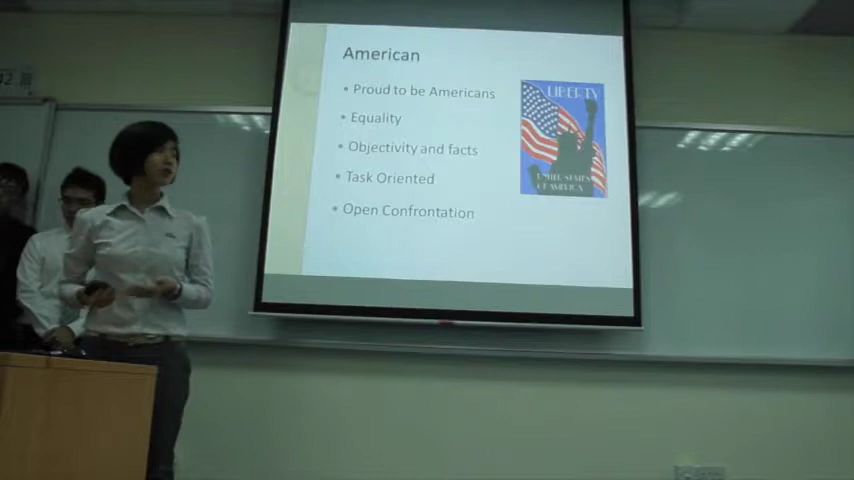 American
• Proud to be Americans
• Equality
• Objectivity and facts
• Task Oriented
• Open Confrontation
LIBERTY
UNITED STATES
OF AMERICA